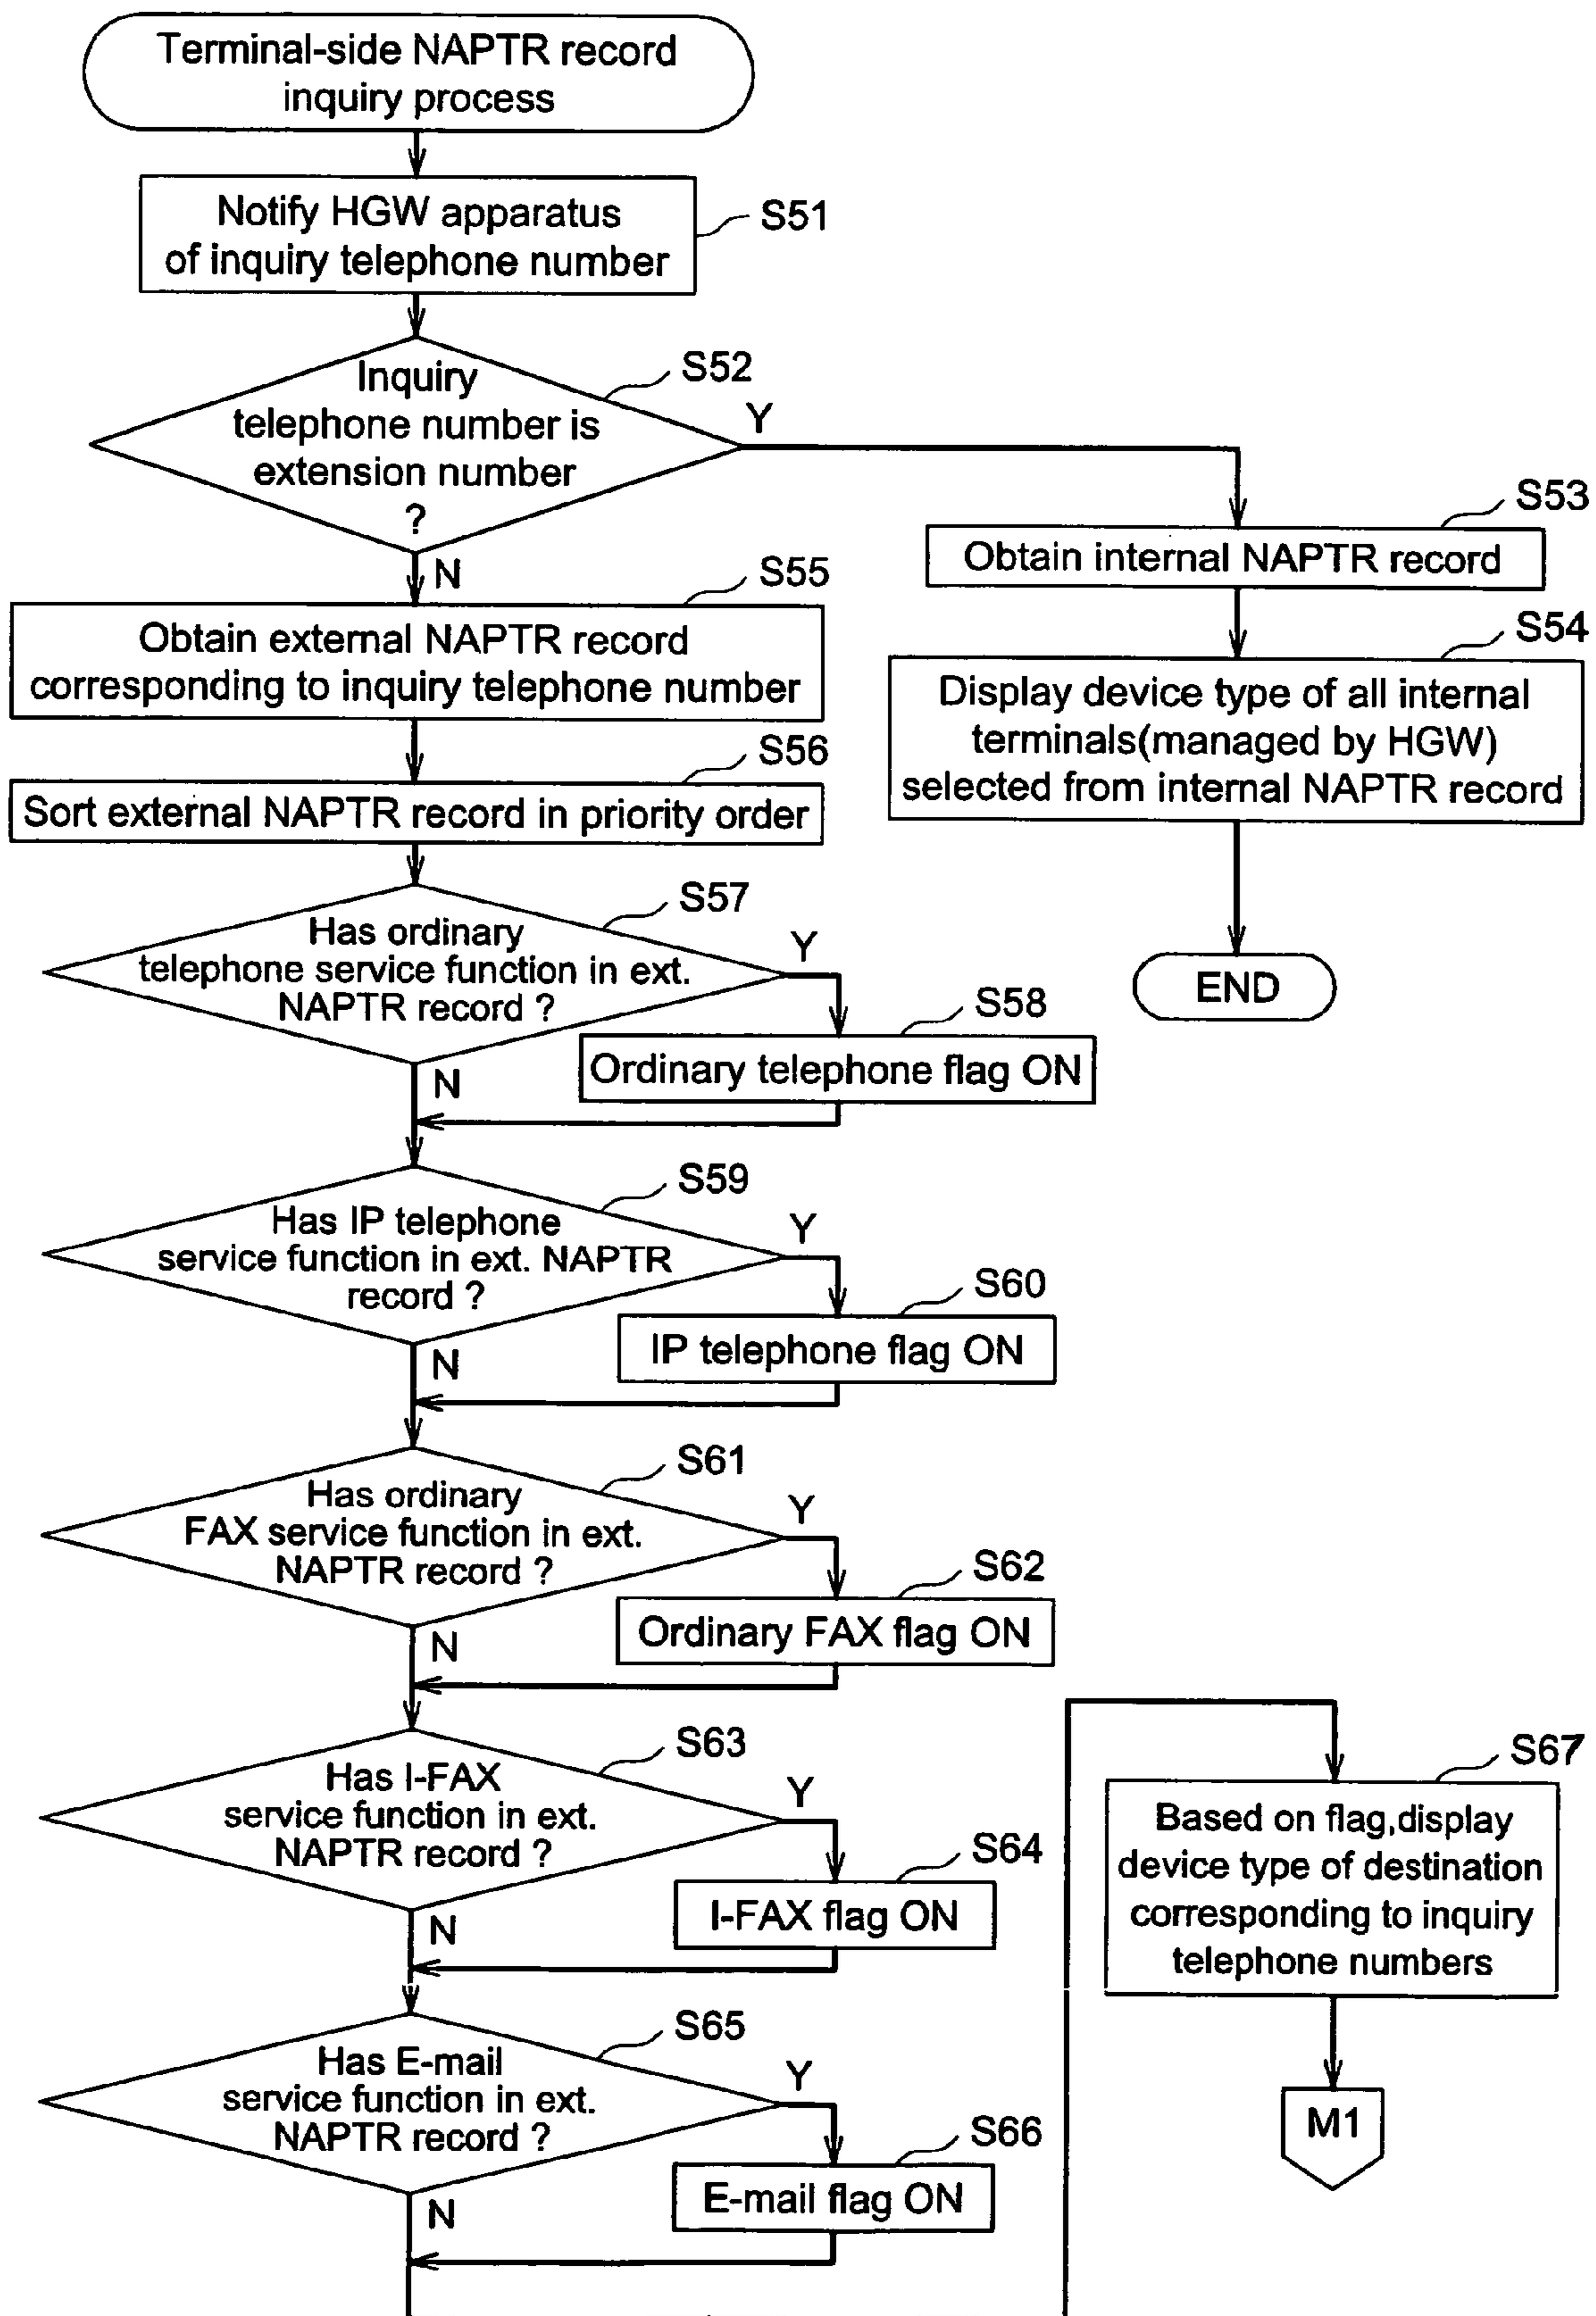 Terminal-side NAPTR record
inquiry process
Notify HGW apparatus
of inquiry telephone number
S51
Inquiry
telephone number is
extension number
?
S52
Y
N
S53
Obtain internal NAPTR record
S54
Display device type of all internal
terminals(managed by HGW)
selected from internal NAPTR record
END
S55
Obtain external NAPTR record
corresponding to inquiry telephone number
S56
Sort external NAPTR record in priority order
S57
Has ordinary
telephone service function in ext.
NAPTR record ?
Y
N
S58
Ordinary telephone flag ON
S59
Has IP telephone
service function in ext. NAPTR
record ?
Y
N
S60
IP telephone flag ON
S61
Has ordinary
FAX service function in ext.
NAPTR record ?
Y
N
S62
Ordinary FAX flag ON
S63
Has I-FAX
service function in ext.
NAPTR record ?
Y
N
S64
I-FAX flag ON
S65
Has E-mail
service function in ext.
NAPTR record ?
Y
N
S66
E-mail flag ON
S67
Based on flag,display
device type of destination
corresponding to inquiry
telephone numbers
M1